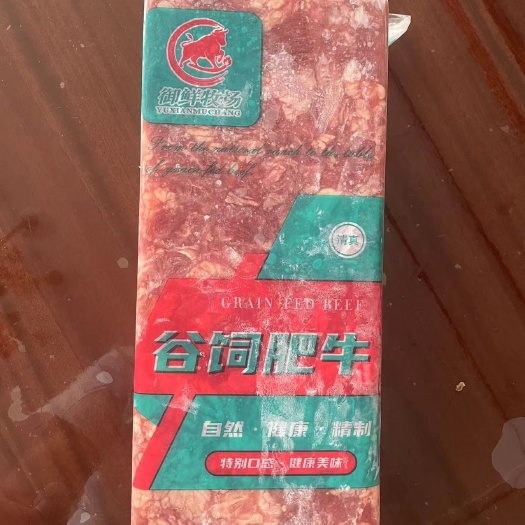 御鲜牧场
YUXIANMUCHANG
清真
GRAIN-FED BEEF
谷饲肥牛
自然·健康·精制
特别口感·健康美味